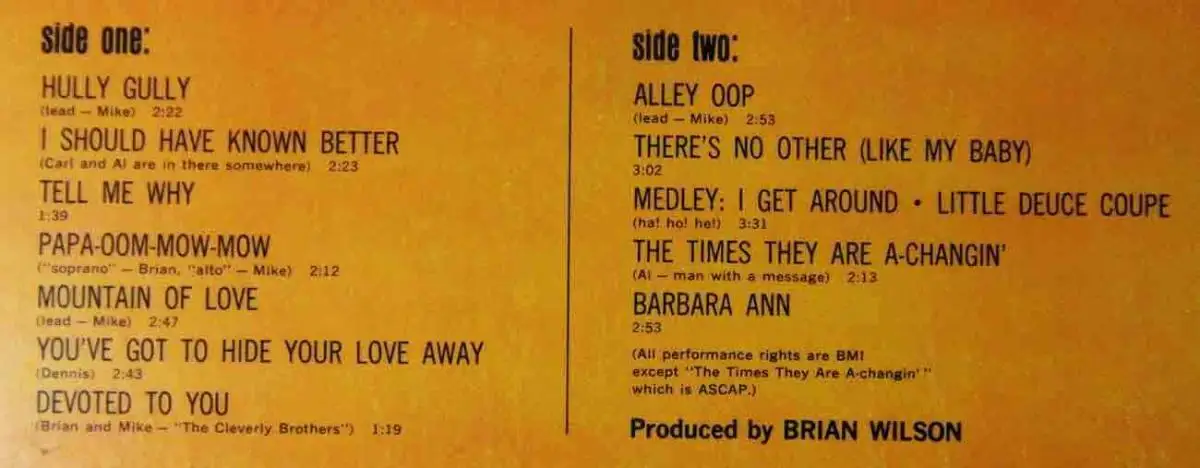 side one:
HULLY GULLY
(lead — Mike) 2:22
I SHOULD HAVE KNOWN BETTER
(Carl and Al are in there somewhere) 2:23
TELL ME WHY
1:39
PAPA-OOM-MOW-MOW
("soprano" — Brian, "alto" — Mike) 2:12
MOUNTAIN OF LOVE
(lead — Mike) 2:47
YOU'VE GOT TO HIDE YOUR LOVE AWAY
(Dennis) 2:43
DEVOTED TO YOU
(Brian and Mike — "The Cleverly Brothers") 1:19
side two:
ALLEY OOP
(lead — Mike) 2:53
THERE'S NO OTHER (LIKE MY BABY)
3:02
MEDLEY: I GET AROUND • LITTLE DEUCE COUPE
(ha! ho! he!) 3:31
THE TIMES THEY ARE A-CHANGIN'
(Al — man with a message) 2:13
BARBARA ANN
2:53
(All performance rights are BMI
except "The Times They Are A-changin'"
which is ASCAP.)
Produced by BRIAN WILSON